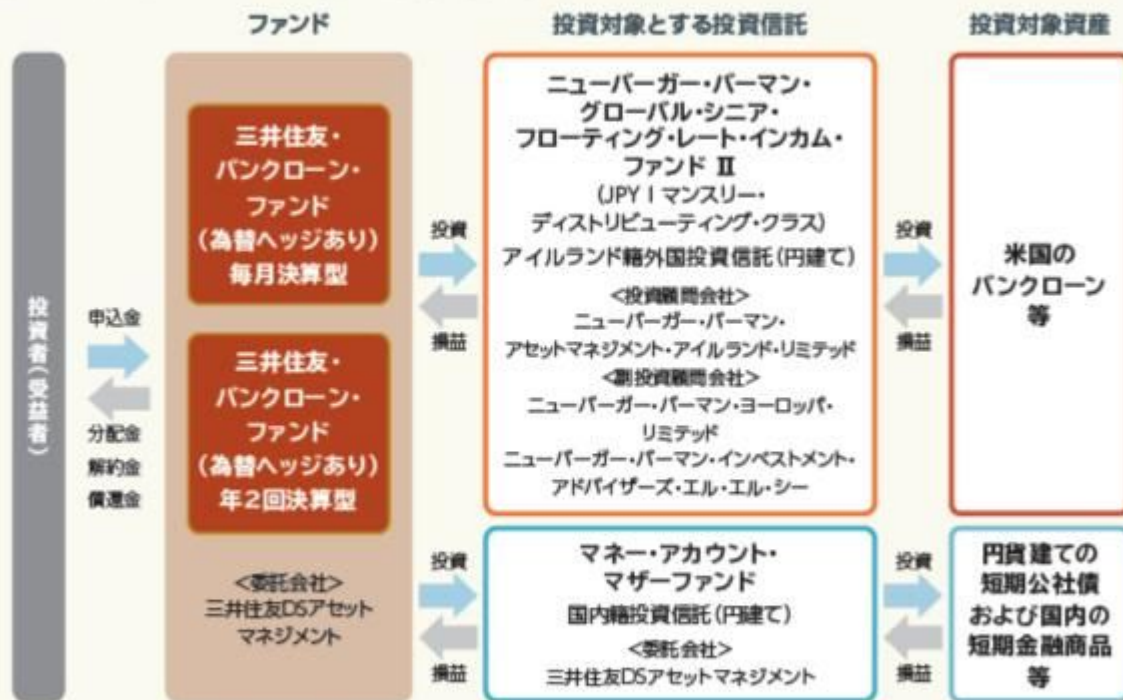 ファンド
投資対象とする投資信託
投資対象資産
投資者(受益者)
申込金
分配金
解約金
償還金
三井住友・
バンクローン・
ファンド
(為替ヘッジあり)
毎月決算型
三井住友・
バンクローン・
ファンド
(為替ヘッジあり)
年2回決算型
<委託会社>
三井住友DSアセット
マネジメント
投資
損益
ニューバーガー・バーマン・
グローバル・シニア・
フローティング・レート・インカム・
ファンド Ⅱ
(JPY I マンスリー・
ディストリビューティング・クラス)
アイルランド籍外国投資信託(円建て)
<投資顧問会社>
ニューバーガー・バーマン・
アセットマネジメント・アイルランド・リミテッド
<副投資顧問会社>
ニューバーガー・バーマン・ヨーロッパ・
リミテッド
ニューバーガー・バーマン・インベストメント・
アドバイザーズ・エル・エル・シー
投資
損益
米国の
バンクローン
等
投資
損益
マネー・アカウント・
マザーファンド
国内籍投資信託(円建て)
<委託会社>
三井住友DSアセットマネジメント
投資
損益
円貨建ての
短期公社債
および国内の
短期金融商品
等